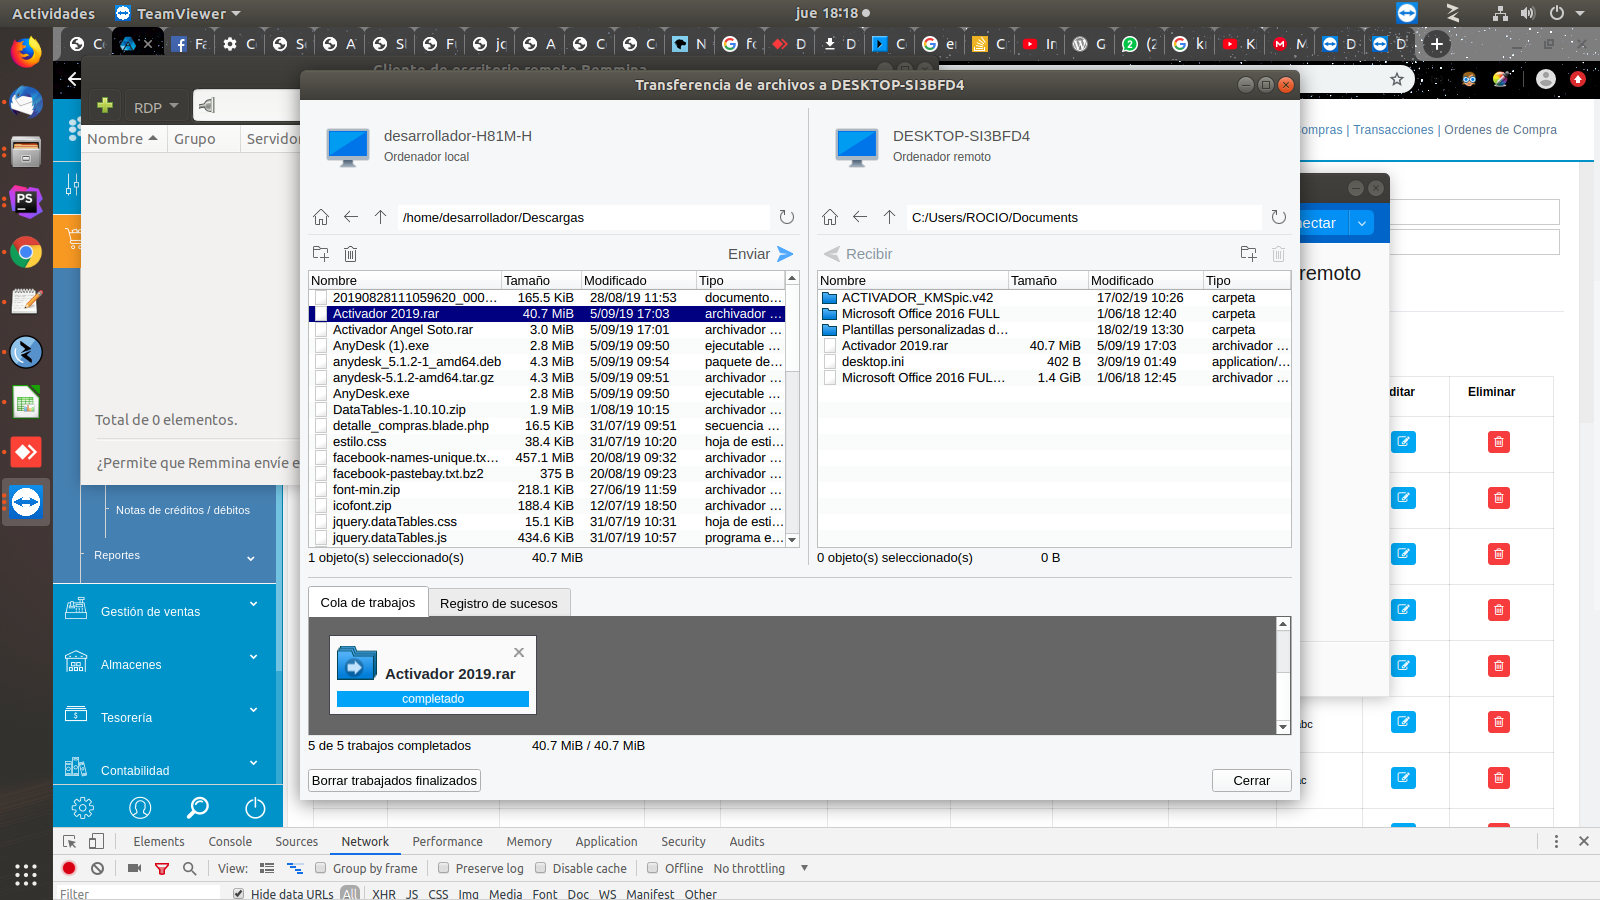 Actividades
TeamViewer
jue 18:18
Transferencia de archivos a DESKTOP-SI3BFD4
RDP
Nombre
Grupo
Servidor
Total de 0 elementos.
¿Permite que Remmina envíe e
desarrollador-H81M-H
Ordenador local
DESKTOP-SI3BFD4
Ordenador remoto
/home/desarrollador/Descargas
C:/Users/ROCIO/Documents
Enviar
Recibir
Nombre Tamaño Modificado Tipo
20190828111059620_000... 165.5 KiB 28/08/19 11:53 documento...
Activador 2019.rar 40.7 MiB 5/09/19 17:03 archivador ...
Activador Angel Soto.rar 3.0 MiB 5/09/19 17:01 archivador ...
AnyDesk (1).exe 2.8 MiB 5/09/19 09:50 ejecutable ...
anydesk_5.1.2-1_amd64.deb 4.3 MiB 5/09/19 09:54 paquete de...
anydesk-5.1.2-amd64.tar.gz 4.3 MiB 5/09/19 09:51 archivador ...
AnyDesk.exe 2.8 MiB 5/09/19 09:50 ejecutable ...
DataTables-1.10.10.zip 1.9 MiB 1/08/19 10:15 archivador ...
detalle_compras.blade.php 16.5 KiB 31/07/19 09:51 secuencia ...
estilo.css 38.4 KiB 31/07/19 10:20 hoja de esti...
facebook-names-unique.tx... 457.1 MiB 20/08/19 09:32 archivador ...
facebook-pastebay.txt.bz2 375 B 20/08/19 09:23 archivador ...
font-min.zip 218.1 KiB 27/06/19 11:59 archivador ...
icofont.zip 188.4 KiB 12/07/19 18:50 archivador ...
jquery.dataTables.css 15.1 KiB 31/07/19 10:31 hoja de esti...
jquery.dataTables.js 434.6 KiB 31/07/19 10:57 programa e...
1 objeto(s) seleccionado(s) 40.7 MiB
Nombre Tamaño Modificado Tipo
ACTIVADOR_KMSpic.v42 17/02/19 10:26 carpeta
Microsoft Office 2016 FULL 1/06/18 12:40 carpeta
Plantillas personalizadas d... 18/02/19 13:30 carpeta
Activador 2019.rar 40.7 MiB 5/09/19 17:03 archivador ...
desktop.ini 402 B 3/09/19 01:49 application/...
Microsoft Office 2016 FUL... 1.4 GiB 1/06/18 12:45 archivador ...
0 objeto(s) seleccionado(s) 0 B
Cola de trabajos
Registro de sucesos
Activador 2019.rar
completado
5 de 5 trabajos completados 40.7 MiB / 40.7 MiB
Borrar trabajados finalizados
Cerrar
ompras | Transacciones | Ordenes de Compra
ectar
remoto
ditar
Eliminar
Notas de créditos / débitos
Reportes
Gestión de ventas
Almacenes
Tesorería
Contabilidad
Elements Console Sources Network Performance Memory Application Security Audits
View: Group by frame Preserve log Disable cache Offline No throttling
Filter Hide data URLs All XHR JS CSS Img Media Font Doc WS Manifest Other